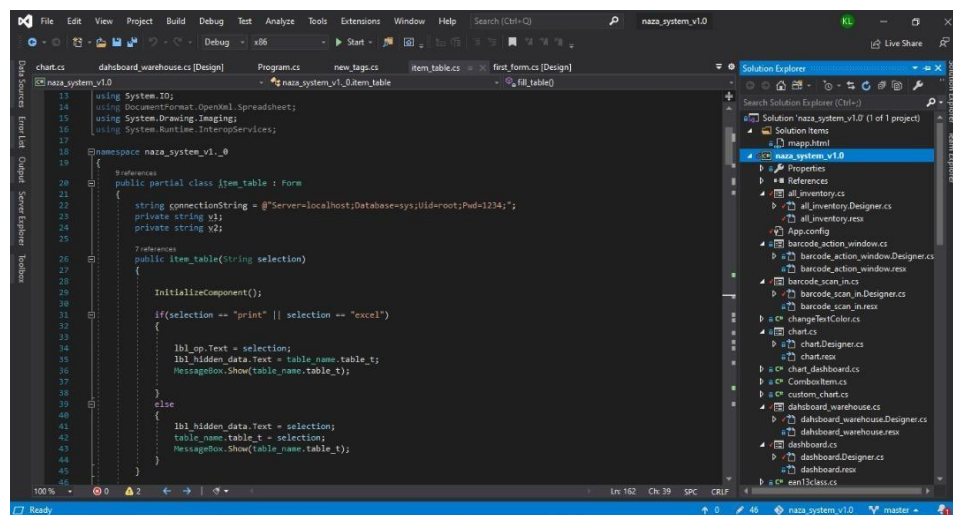 File Edit View Project Build Debug Test Analyze Tools Extensions Window Help Search (Ctrl+Q) naza_system_v1.0 KL
Debug x86 Start Live Share
chart.cs dahsboard_warehouse.cs [Design] Program.cs new_tags.cs item_table.cs first_form.cs [Design]
naza_system_v1.0 naza_system_v1._0.item_table fill_table()
Data Sources
Error List
Output
Server Explorer
Toolbox
13 using System.IO;
14 using DocumentFormat.OpenXml.Spreadsheet;
15 using System.Drawing.Imaging;
16 using System.Runtime.InteropServices;
17
18 namespace naza_system_v1._0
19 {
9 references
20 public partial class item_table : Form
21 {
22 string connectionString = @"Server=localhost;Database=sys;Uid=root;Pwd=1234;";
23 private string v1;
24 private string v2;
25
7 references
26 public item_table(String selection)
27 {
28
29 InitializeComponent();
30
31 if(selection == "print" || selection == "excel")
32 {
33
34 lbl_op.Text = selection;
35 lbl_hidden_data.Text = table_name.table_t;
36 MessageBox.Show(table_name.table_t);
37
38 }
39 else
40 {
41 lbl_hidden_data.Text = selection;
42 table_name.table_t = selection;
43 MessageBox.Show(table_name.table_t);
44 }
45 }
46
100 % 0 2 Ln: 162 Ch: 39 SPC CRLF
Solution Explorer
Search Solution Explorer (Ctrl+;)
Solution 'naza_system_v1.0' (1 of 1 project)
Solution Items
mapp.html
naza_system_v1.0
Properties
References
all_inventory.cs
all_inventory.Designer.cs
all_inventory.resx
App.config
barcode_action_window.cs
barcode_action_window.Designer.cs
barcode_action_window.resx
barcode_scan_in.cs
barcode_scan_in.Designer.cs
barcode_scan_in.resx
changeTextColor.cs
chart.cs
chart.Designer.cs
chart.resx
chart_dashboard.cs
ComboxItem.cs
custom_chart.cs
dahsboard_warehouse.cs
dahsboard_warehouse.Designer.cs
dahsboard_warehouse.resx
dashboard.cs
dashboard.Designer.cs
dashboard.resx
ean13class.cs
Solution Explorer
Team Explorer
Ready 0 46 naza_system_v1.0 master